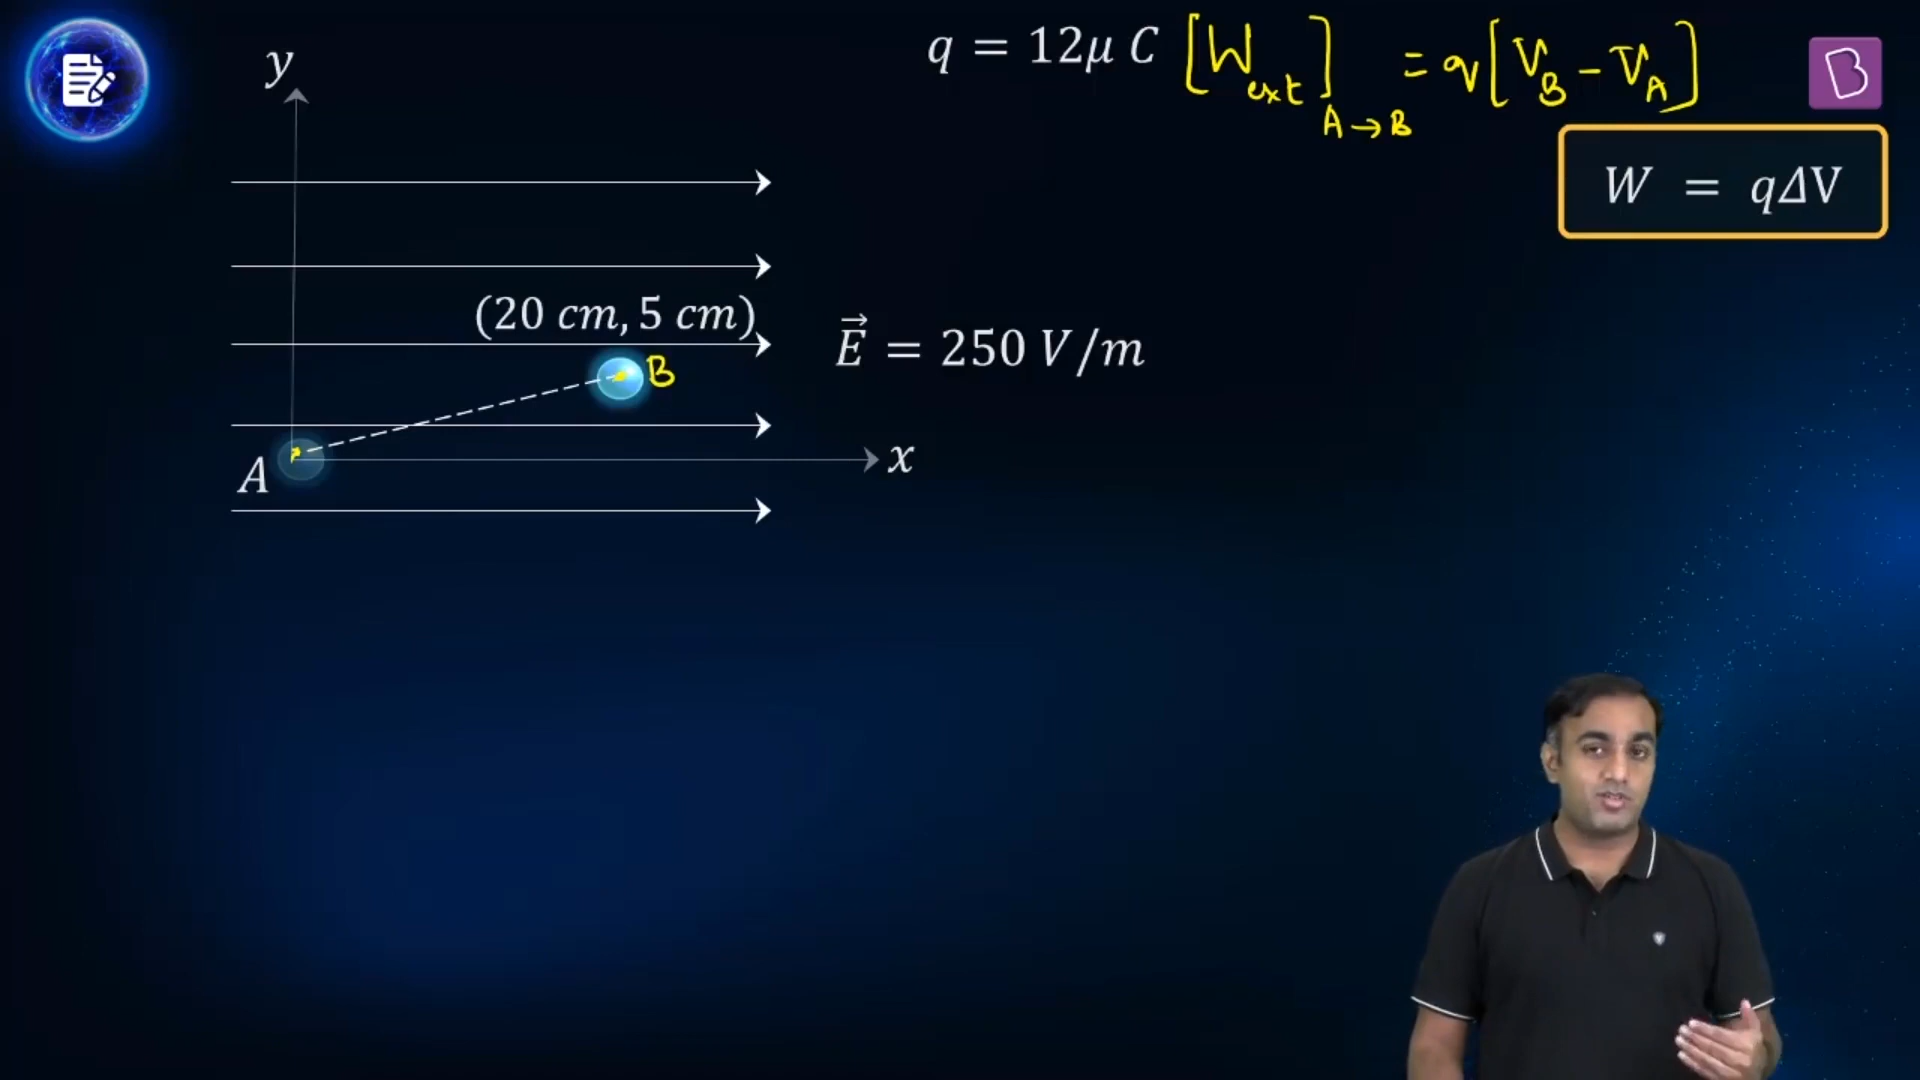 y
q = 12μ C [W_ext]_A→B = q[V_B − V_A]
B
W = qΔV
(20 cm, 5 cm)
E⃗ = 250 V/m
B
A
x